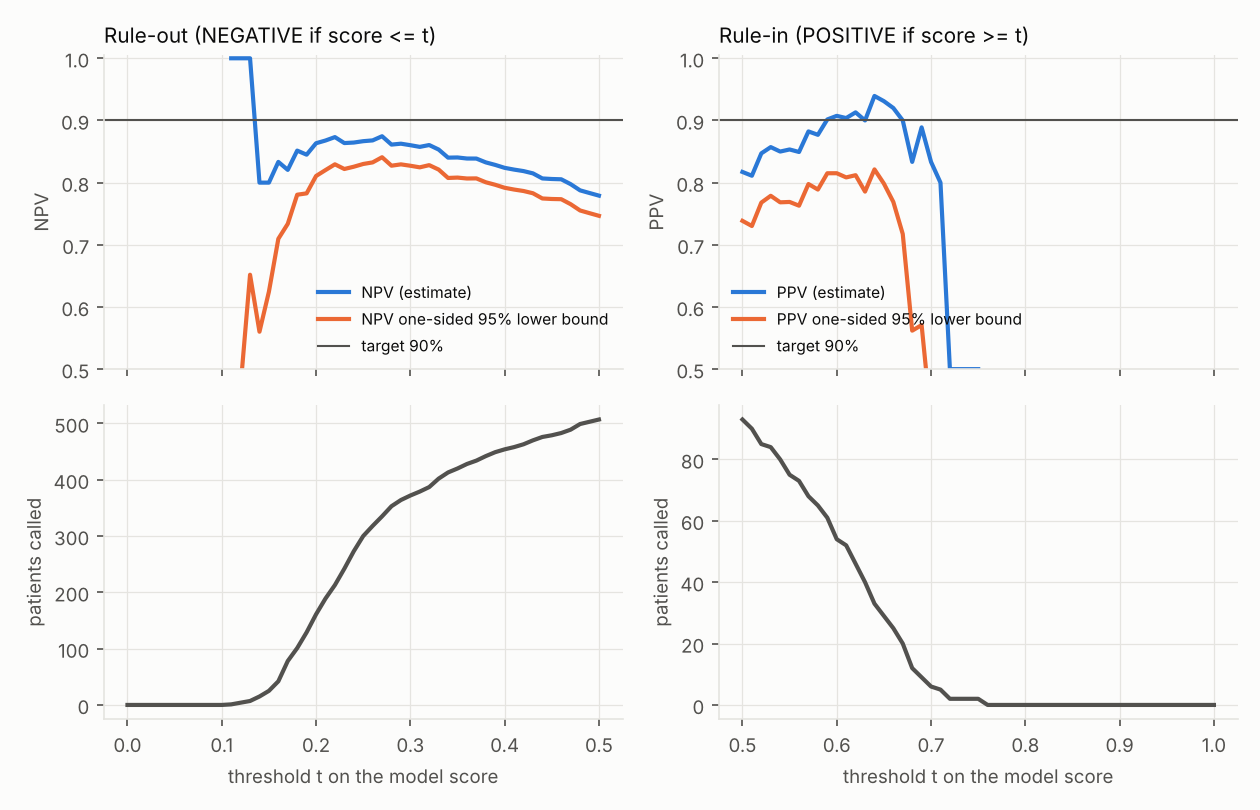 Rule-out (NEGATIVE if score <= t)
1.0
0.9
0.8
0.7
0.6
0.5
NPV
NPV (estimate)
NPV one-sided 95% lower bound
target 90%
Rule-in (POSITIVE if score >= t)
1.0
0.9
0.8
0.7
0.6
0.5
PPV
PPV (estimate)
PPV one-sided 95% lower bound
target 90%
500
400
300
200
100
0
patients called
0.0 0.1 0.2 0.3 0.4 0.5
threshold t on the model score
80
60
40
20
0
patients called
0.5 0.6 0.7 0.8 0.9 1.0
threshold t on the model score